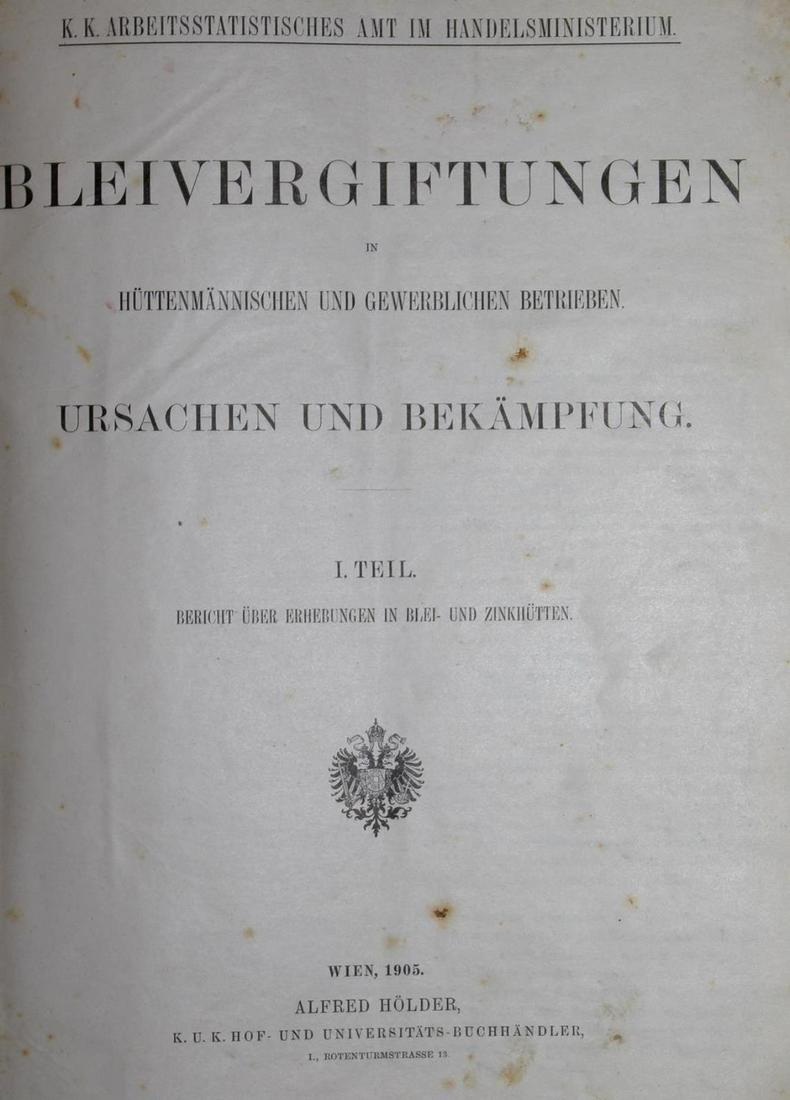 K. K. ARBEITSSTATISTISCHES AMT IM HANDELSMINISTERIUM.
BLEIVERGIFTUNGEN
IN
HÜTTENMÄNNISCHEN UND GEWERBLICHEN BETRIEBEN.
URSACHEN UND BEKÄMPFUNG.
I. TEIL.
BERICHT ÜBER ERHEBUNGEN IN BLEI- UND ZINKHÜTTEN.
WIEN, 1905.
ALFRED HÖLDER,
K. U. K. HOF- UND UNIVERSITÄTS-BUCHHÄNDLER,
I., ROTENTURMSTRASSE 13